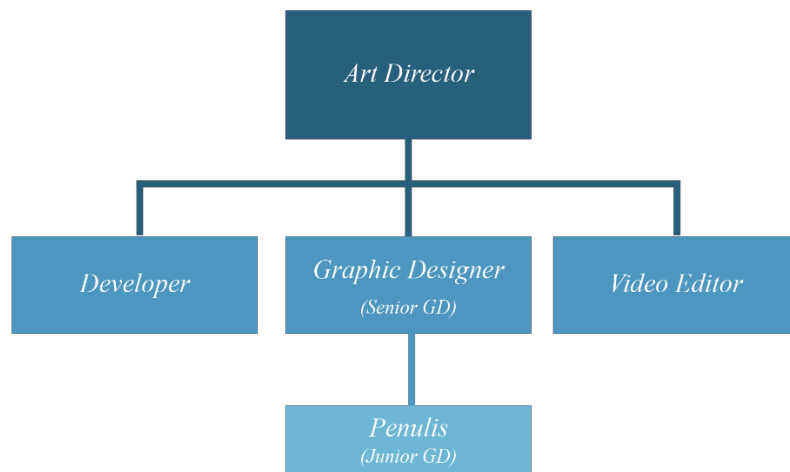 Art Director
Developer
Graphic Designer
(Senior GD)
Video Editor
Penulis
(Junior GD)